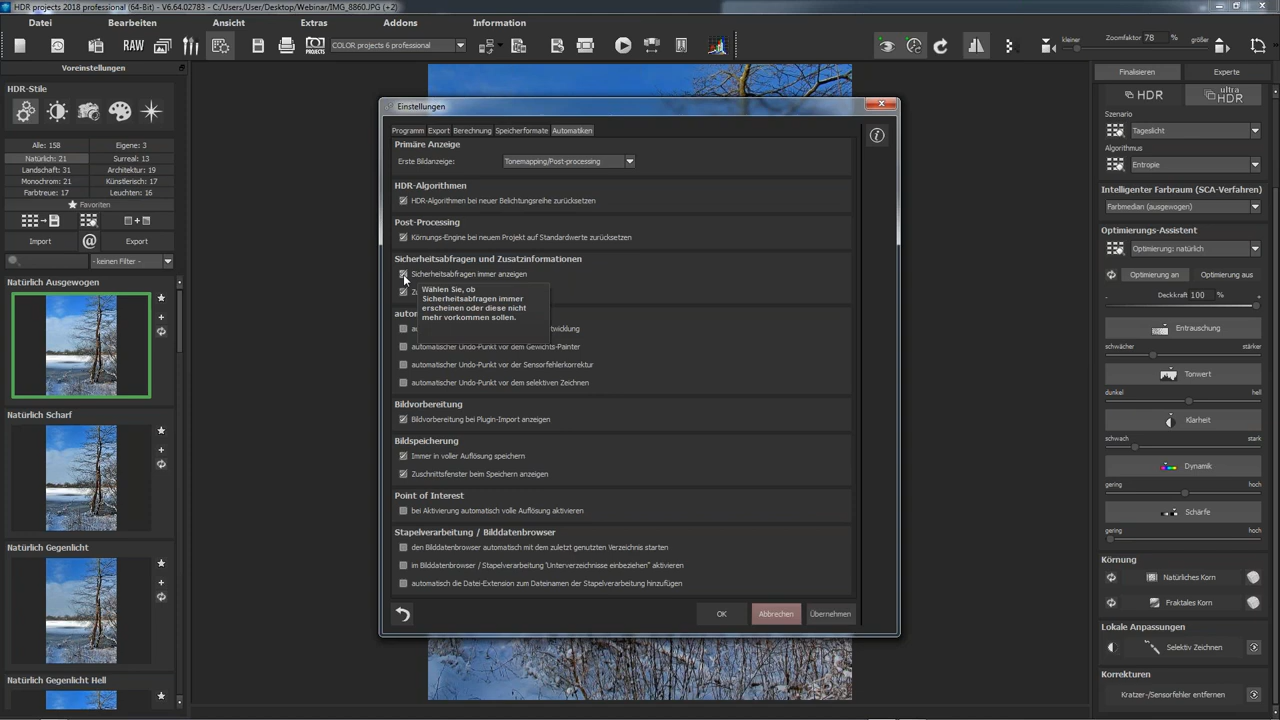 HDR projects 2018 professional (64-Bit) - V6.64.02783 - C:/Users/User/Desktop/Webinar/IMG_8860.JPG (+2)
Datei Bearbeiten Ansicht Extras Addons Information
RAW PROJECTS COLOR projects 6 professional kleiner Zoomfaktor 78 % größer
Voreinstellungen
HDR-Stile
Alle: 158 Eigene: 3
Natürlich: 21 Surreal: 13
Landschaft: 31 Architektur: 19
Monochrom: 21 Künstlerisch: 17
Farbtreue: 17 Leuchten: 16
Favoriten
Import @ Export
- keinen Filter -
Natürlich Ausgewogen
Natürlich Scharf
Natürlich Gegenlicht
Natürlich Gegenlicht Hell
Einstellungen
Programm Export Berechnung Speicherformate Automatiken
Primäre Anzeige
Erste Bildanzeige: Tonemapping/Post-processing
HDR-Algorithmen
HDR-Algorithmen bei neuer Belichtungsreihe zurücksetzen
Post-Processing
Körnungs-Engine bei neuem Projekt auf Standardwerte zurücksetzen
Sicherheitsabfragen und Zusatzinformationen
Sicherheitsabfragen immer anzeigen
Wählen Sie, ob
Sicherheitsabfragen immer
erscheinen oder diese nicht
mehr vorkommen sollen.
automatischer Undo-Punkt vor dem Gewichts-Painter
automatischer Undo-Punkt vor der Sensorfehlerkorrektur
automatischer Undo-Punkt vor dem selektiven Zeichnen
Bildvorbereitung
Bildvorbereitung bei Plugin-Import anzeigen
Bildspeicherung
Immer in voller Auflösung speichern
Zuschnittsfenster beim Speichern anzeigen
Point of Interest
bei Aktivierung automatisch volle Auflösung aktivieren
Stapelverarbeitung / Bilddatenbrowser
den Bilddatenbrowser automatisch mit dem zuletzt genutzten Verzeichnis starten
im Bilddatenbrowser / Stapelverarbeitung "Unterverzeichnisse einbeziehen" aktivieren
automatisch die Datei-Extension zum Dateinamen der Stapelverarbeitung hinzufügen
OK Abbrechen Übernehmen
Finalisieren Experte
HDR ultra HDR
Szenario
Tageslicht
Algorithmus
Entropie
Intelligenter Farbraum (SCA-Verfahren)
Farbmedian (ausgewogen)
Optimierungs-Assistent
Optimierung: natürlich
Optimierung an Optimierung aus
- Deckkraft 100 % +
Entrauschung
schwächer stärker
Tonwert
dunkel hell
Klarheit
schwach stark
Dynamik
gering hoch
Schärfe
gering hoch
Körnung
Natürliches Korn
Fraktales Korn
Lokale Anpassungen
Selektiv Zeichnen
Korrekturen
Kratzer-/Sensorfehler entfernen